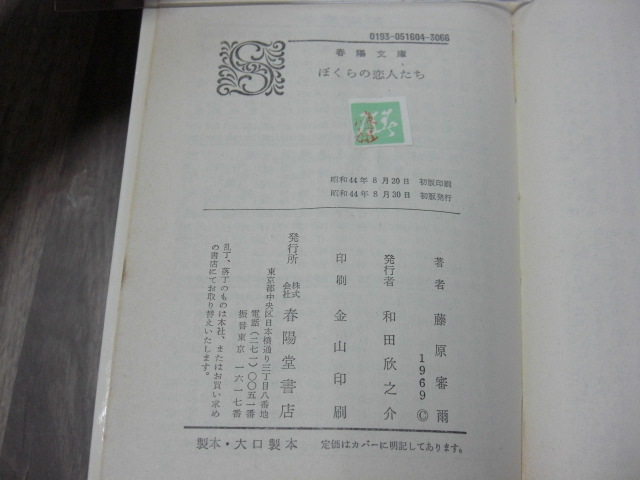 0193-051604-3066
春陽文庫
ぼくらの恋人たち
昭和44年 8月20日 初版印刷
昭和44年 8月30日 初版発行
著者 藤原審爾
1969 ©
発行者 和田欣之介
印刷 金山印刷
発行所 株式会社 春陽堂書店
東京都中央区日本橋通り三丁目八番地
電話(二七一)〇〇五一番
振替東京 一六一七番
乱丁、落丁のものは本社、またはお買い求め
の書店にてお取り替えいたします。
製本・大口製本
定価はカバーに明記してあります。